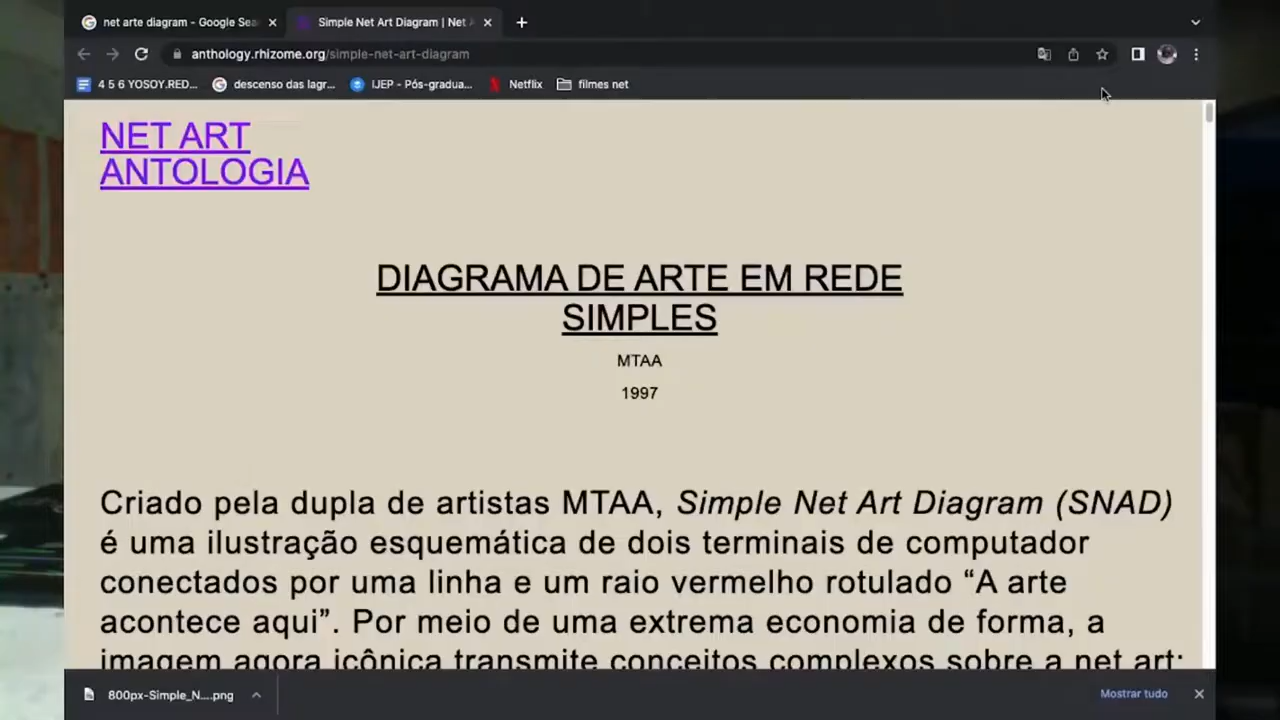 net arte diagram - Google Sea
Simple Net Art Diagram | Net A
anthology.rhizome.org/simple-net-art-diagram
4 5 6 YOSOY.RED...
descenso das lagr...
IJEP - Pós-gradua...
Netflix
filmes net
NET ART
ANTOLOGIA
DIAGRAMA DE ARTE EM REDE
SIMPLES
MTAA
1997
Criado pela dupla de artistas MTAA, Simple Net Art Diagram (SNAD)
é uma ilustração esquemática de dois terminais de computador
conectados por uma linha e um raio vermelho rotulado “A arte
acontece aqui”. Por meio de uma extrema economia de forma, a
imagem agora icônica transmite conceitos complexos sobre a net art:
800px-Simple_N....png
Mostrar tudo